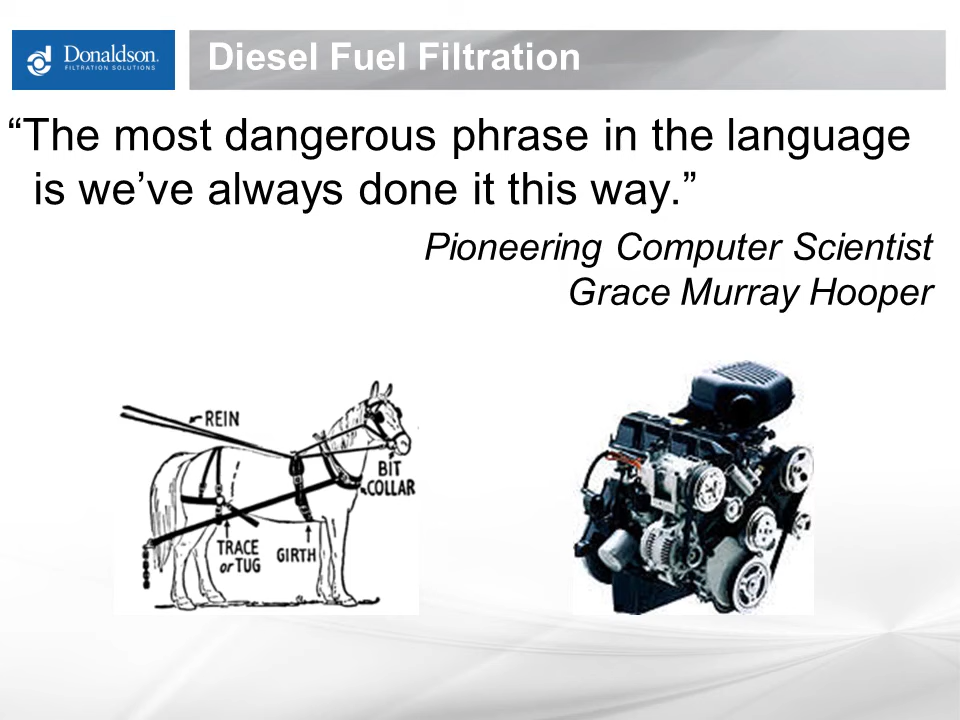 Donaldson.
FILTRATION SOLUTIONS
Diesel Fuel Filtration
“The most dangerous phrase in the language
is we’ve always done it this way.”
Pioneering Computer Scientist
Grace Murray Hooper
REIN
BIT
COLLAR
TRACE
or TUG
GIRTH